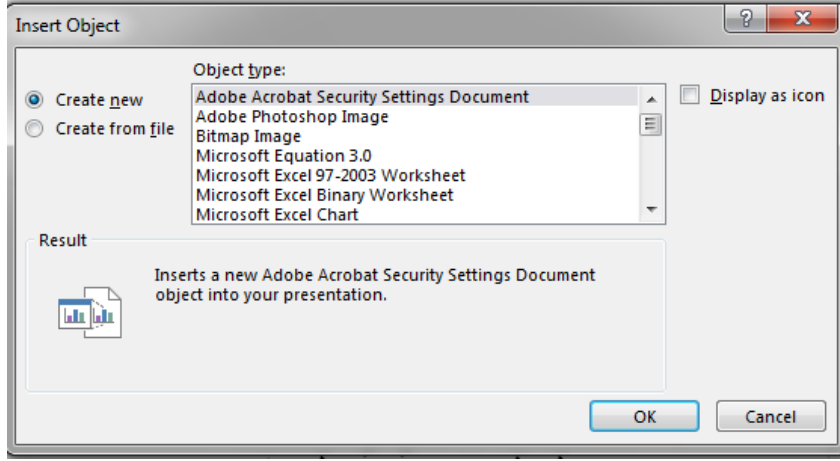 Insert Object
Object type:
Create new
Create from file
Adobe Acrobat Security Settings Document
Adobe Photoshop Image
Bitmap Image
Microsoft Equation 3.0
Microsoft Excel 97-2003 Worksheet
Microsoft Excel Binary Worksheet
Microsoft Excel Chart
Display as icon
Result
Inserts a new Adobe Acrobat Security Settings Document
object into your presentation.
OK
Cancel